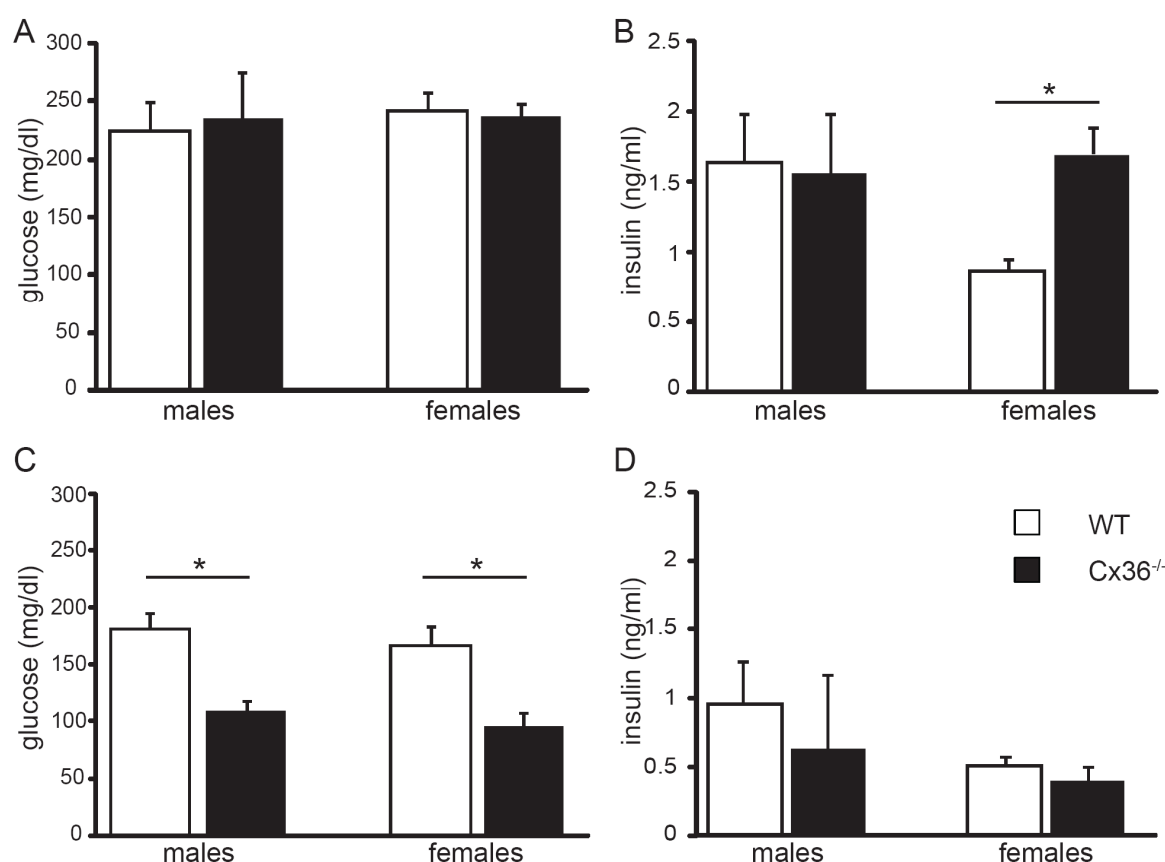 A
300
250
200
150
100
50
0
glucose (mg/dl)
males
females
B
2.5
2
1.5
1
0.5
0
insulin (ng/ml)
*
males
females
C
300
250
200
150
100
50
0
glucose (mg/dl)
*
*
males
females
D
2.5
2
1.5
1
0.5
0
insulin (ng/ml)
WT
Cx36-/-
males
females